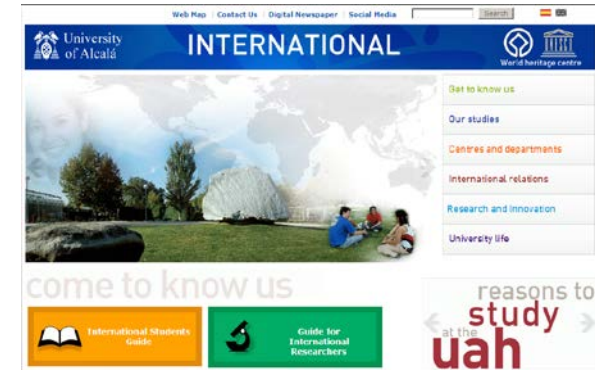 Web Map Contact Us Digital Newspaper Social Media Search
University
of Alcalá
INTERNATIONAL
World heritage centre
Get to know us
Our studies
Centres and departments
International relations
Research and Innovation
University life
come to know us
International Students
Guide
Guide for
International
Researchers
reasons to
study
at the
uah